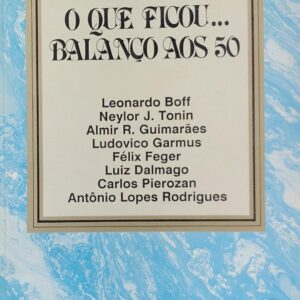 O QUE FICOU...
BALANÇO AOS 50
Leonardo Boff
Neylor J. Tonin
Almir R. Guimarães
Ludovico Garmus
Félix Feger
Luiz Dalmago
Carlos Pierozan
Antônio Lopes Rodrigues